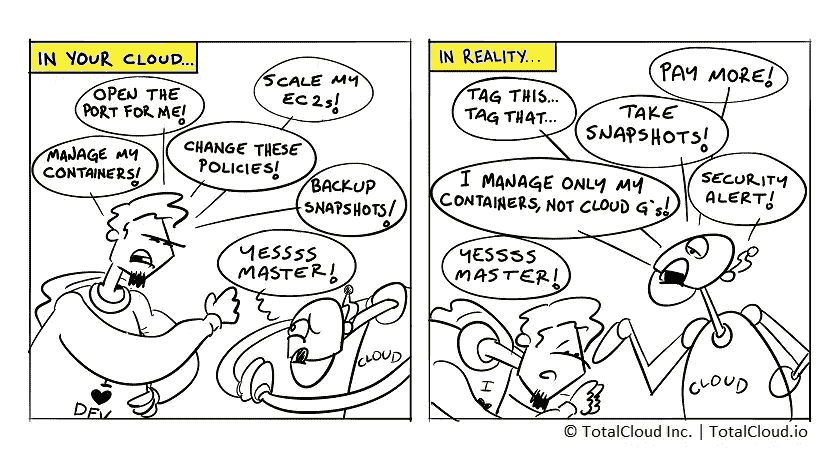 IN YOUR CLOUD...
OPEN THE
PORT FOR ME!
SCALE MY
EC2s!
MANAGE MY
CONTAINERS!
CHANGE THESE
POLICIES!
BACKUP
SNAPSHOTS!
YESSSS
MASTER!
CLOUD
DEV
IN REALITY...
PAY MORE!
TAG THIS...
TAG THAT...
TAKE
SNAPSHOTS!
I MANAGE ONLY MY
CONTAINERS, NOT CLOUD G's!
SECURITY
ALERT!
YESSSS
MASTER!
I
CLOUD
© TotalCloud Inc. | TotalCloud.io